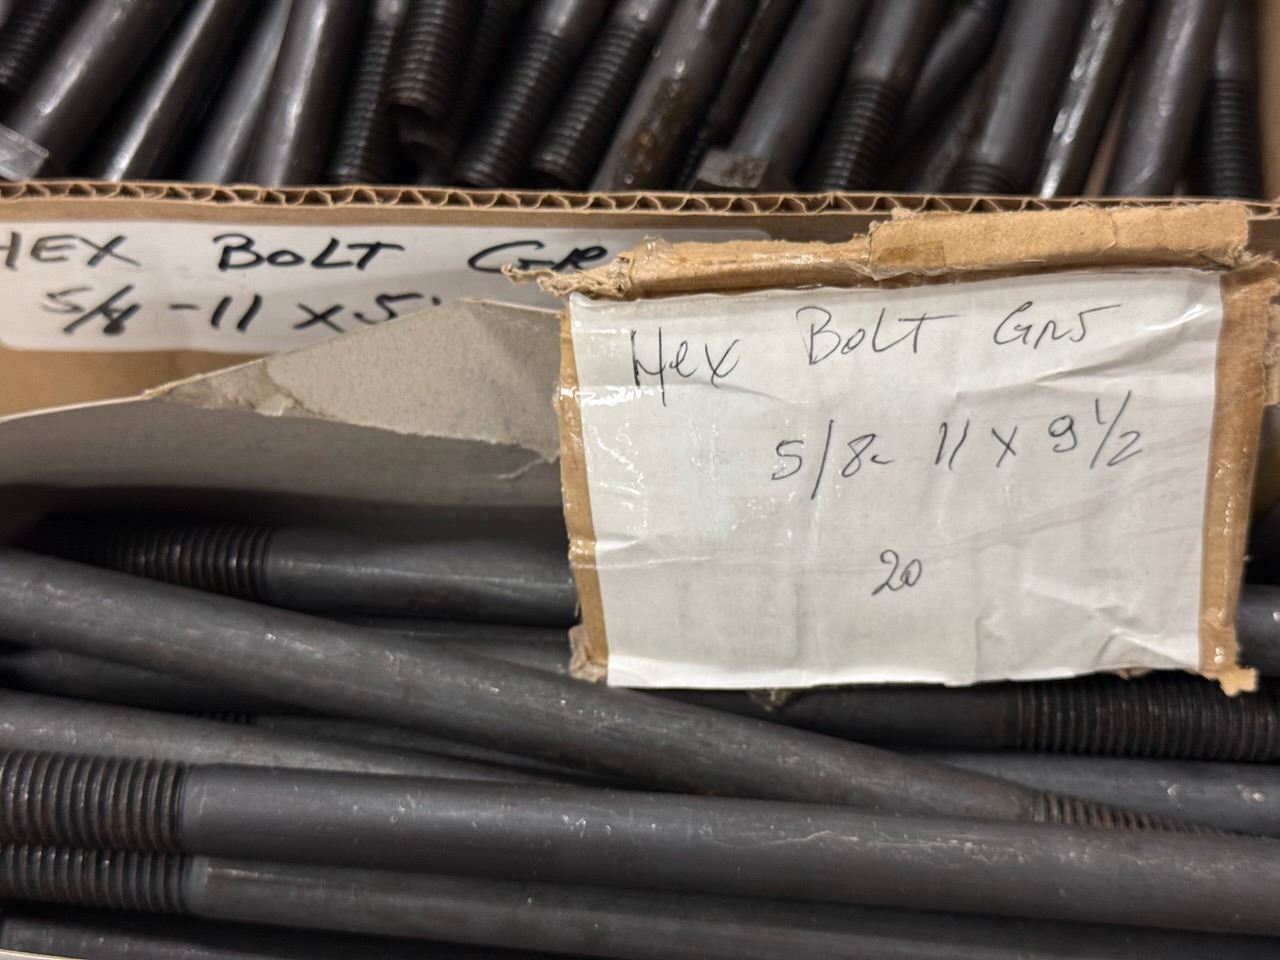 HEX BOLT GR
5/8-11 x 5
Hex BOLT GR5
5/8-11 x 9 1/2
20